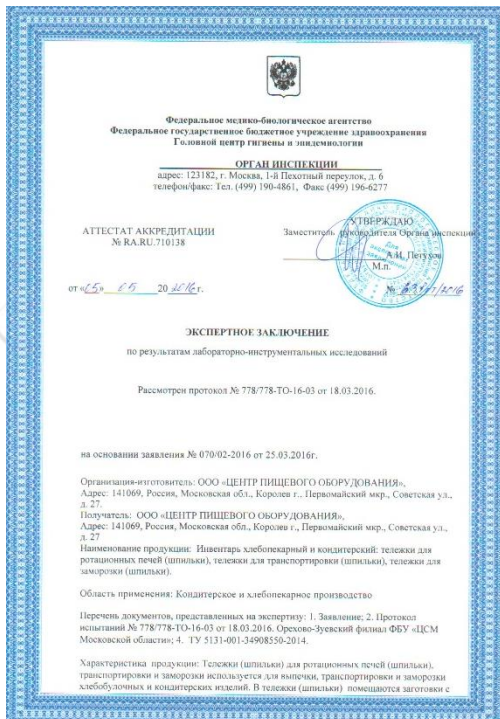 Федеральное медико-биологическое агентство
Федеральное государственное бюджетное учреждение здравоохранения
Головной центр гигиены и эпидемиологии
ОРГАН ИНСПЕКЦИИ
адрес: 123182, г. Москва, 1-й Пехотный переулок, д. 6
телефон/факс: Тел. (499) 190-4861, Факс (499) 196-6277
АТТЕСТАТ АККРЕДИТАЦИИ
№ RA.RU.710138
УТВЕРЖДАЮ
Заместитель руководителя Органа инспекции
А.И. Петухов
М.п.
от «05» 05 2016 г.
№ /2016
ЭКСПЕРТНОЕ ЗАКЛЮЧЕНИЕ
по результатам лабораторно-инструментальных исследований
Рассмотрен протокол № 778/778-ТО-16-03 от 18.03.2016.
на основании заявления № 070/02-2016 от 25.03.2016г.
Организация-изготовитель: ООО «ЦЕНТР ПИЩЕВОГО ОБОРУДОВАНИЯ»,
Адрес: 141069, Россия, Московская обл., Королев г., Первомайский мкр., Советская ул.,
д. 27.
Получатель: ООО «ЦЕНТР ПИЩЕВОГО ОБОРУДОВАНИЯ»,
Адрес: 141069, Россия, Московская обл., Королев г., Первомайский мкр., Советская ул.,
д. 27
Наименование продукции: Инвентарь хлебопекарный и кондитерский: тележки для
ротационных печей (шпильки), тележки для транспортировки (шпильки), тележки для
заморозки (шпильки).
Область применения: Кондитерское и хлебопекарное производство
Перечень документов, представленных на экспертизу: 1. Заявление; 2. Протокол
испытаний № 778/778-ТО-16-03 от 18.03.2016. Орехово-Зуевский филиал ФБУ «ЦСМ
Московской области»; 4. ТУ 5131-001-34908550-2014.
Характеристика продукции: Тележки (шпильки) для ротационных печей (шпильки),
транспортировки и заморозки используется для выпечки, транспортировки и заморозки
хлебобулочных и кондитерских изделий. В тележки (шпильки) помещаются заготовки с